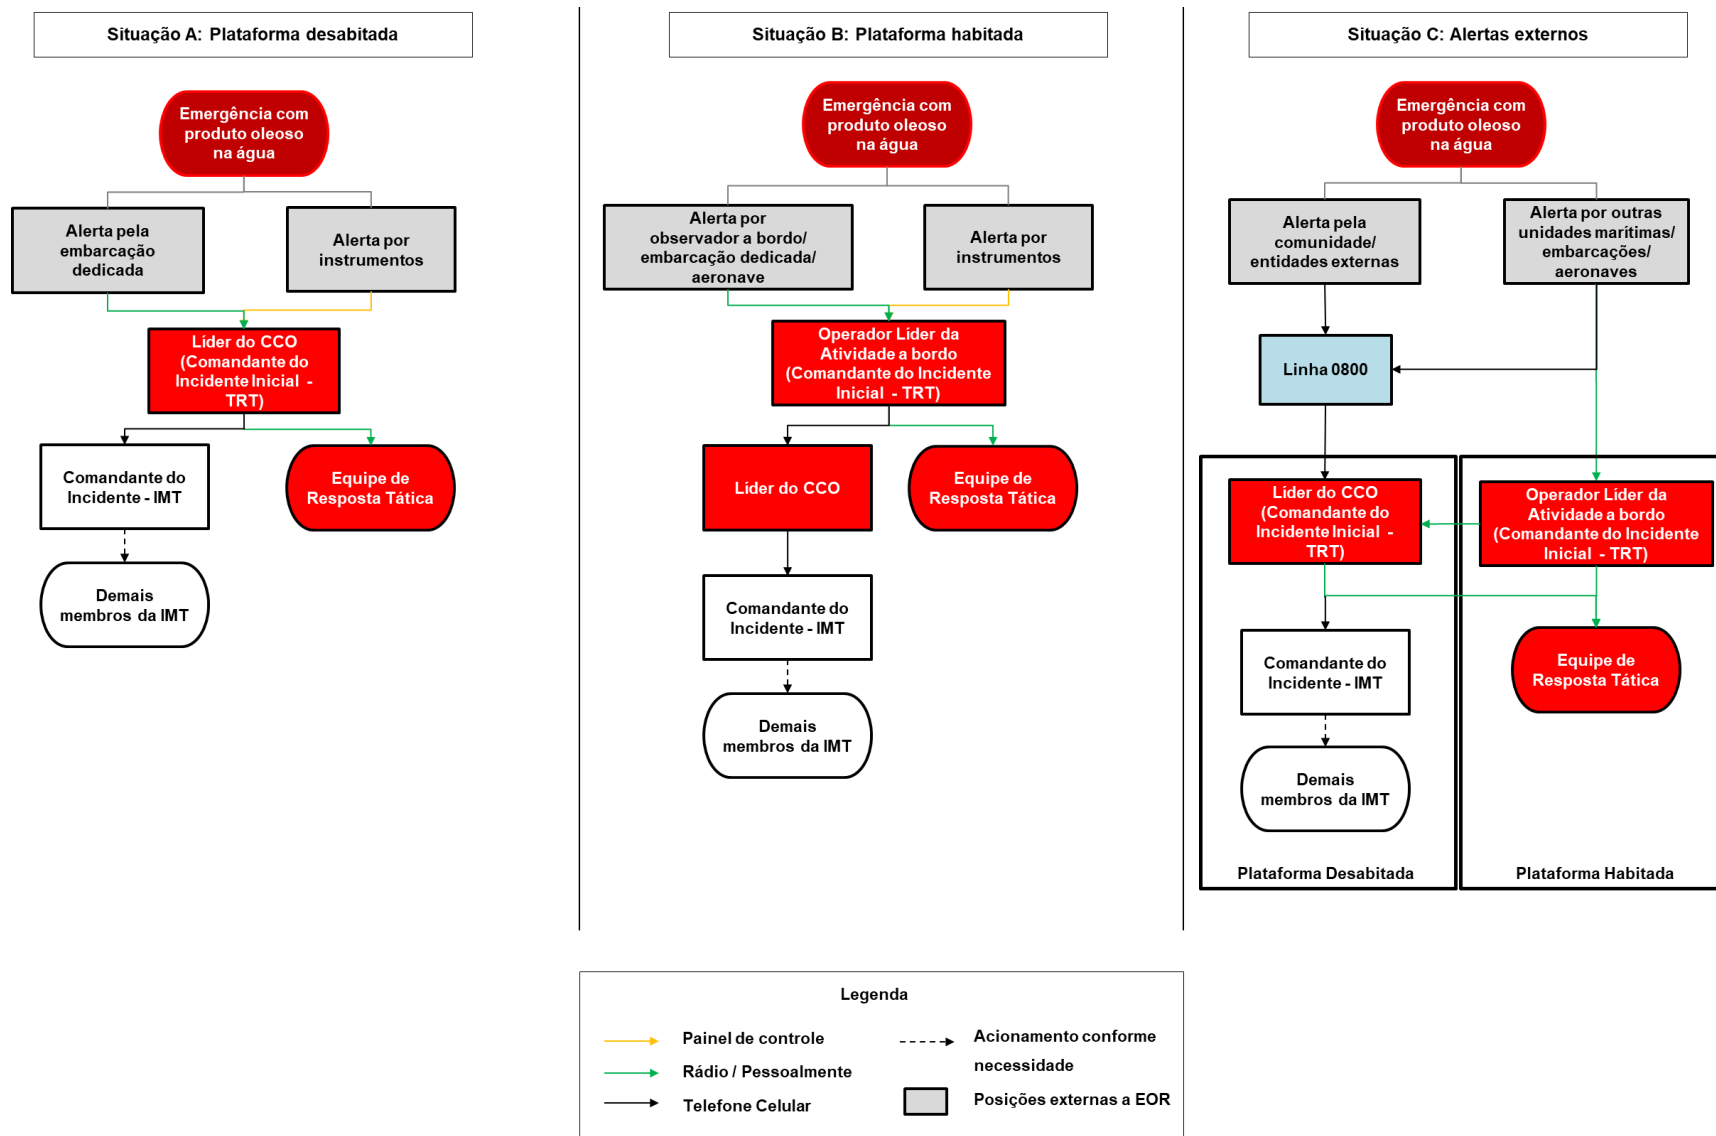 Situação A: Plataforma desabitada
Emergência com
produto oleoso
na água
Alerta pela
embarcação
dedicada
Alerta por
instrumentos
Líder do CCO
(Comandante do
Incidente Inicial -
TRT)
Comandante do
Incidente - IMT
Equipe de
Resposta Tática
Demais
membros da IMT
Situação B: Plataforma habitada
Emergência com
produto oleoso
na água
Alerta por
observador a bordo/
embarcação dedicada/
aeronave
Alerta por
instrumentos
Operador Líder da
Atividade a bordo
(Comandante do Incidente
Inicial - TRT)
Líder do CCO
Equipe de
Resposta Tática
Comandante do
Incidente - IMT
Demais
membros da IMT
Situação C: Alertas externos
Emergência com
produto oleoso
na água
Alerta pela
comunidade/
entidades externas
Alerta por outras
unidades marítimas/
embarcações/
aeronaves
Linha 0800
Líder do CCO
(Comandante do
Incidente Inicial -
TRT)
Operador Líder da
Atividade a bordo
(Comandante do Incidente
Inicial - TRT)
Comandante do
Incidente - IMT
Equipe de
Resposta Tática
Demais
membros da IMT
Plataforma Desabitada
Plataforma Habitada
Legenda
Painel de controle
Rádio / Pessoalmente
Telefone Celular
Acionamento conforme
necessidade
Posições externas a EOR